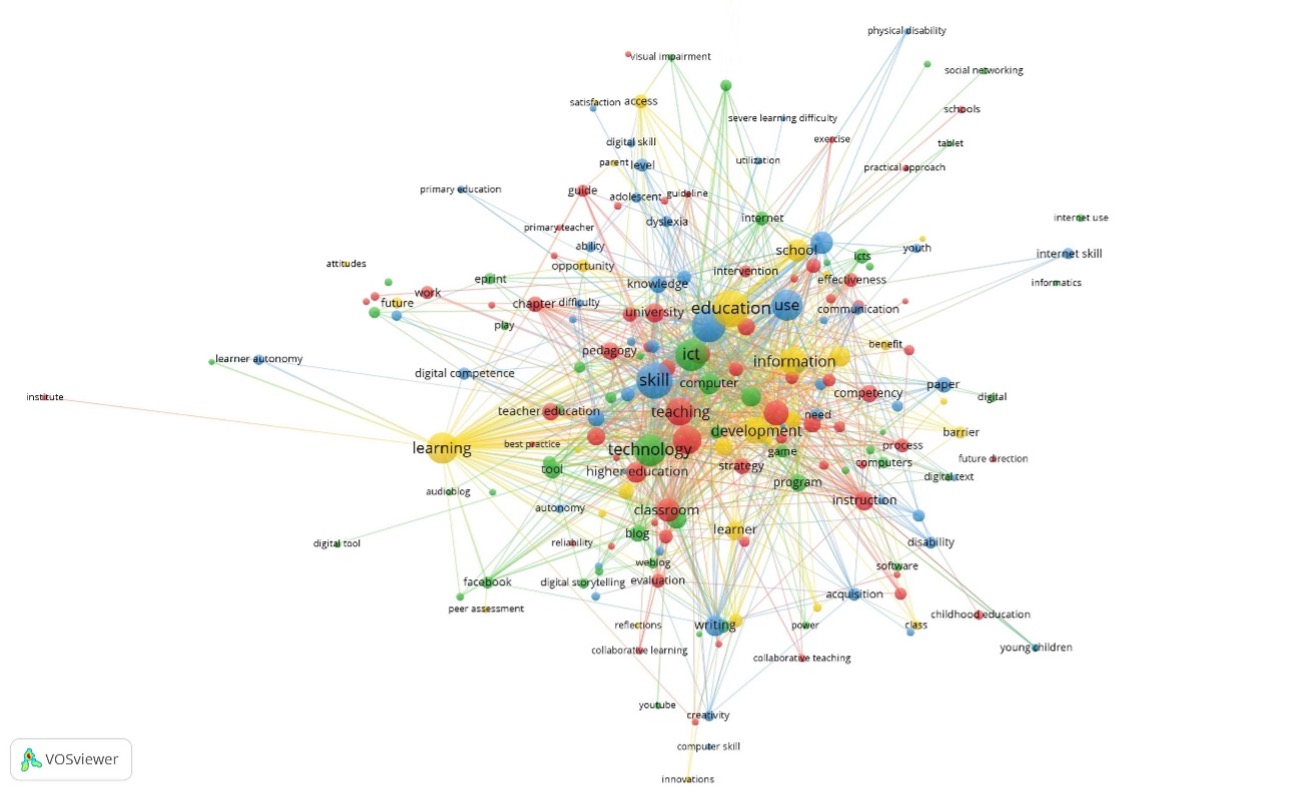 physical disability
visual impairment
social networking
satisfaction
access
schools
severe learning difficulty
exercise
digital skill
tablet
parent
level
utilization
practical approach
primary education
guide
adolescent
guideline
primary teacher
dyslexia
internet
internet use
ability
school
icts
youth
internet skill
attitudes
opportunity
intervention
eprint
knowledge
effectiveness
informatics
work
future
chapter
difficulty
university
education
use
communication
play
pedagogy
ict
benefit
learner autonomy
information
digital competence
skill
computer
paper
institute
competency
digital
teacher education
teaching
need
learning
best practice
technology
development
barrier
process
game
tool
higher education
strategy
computers
future direction
digital text
program
audioblog
autonomy
classroom
instruction
blog
learner
digital tool
reliability
disability
weblog
software
facebook
digital storytelling
evaluation
acquisition
peer assessment
childhood education
reflections
writing
power
class
collaborative learning
collaborative teaching
young children
youtube
creativity
computer skill
innovations
VOSviewer